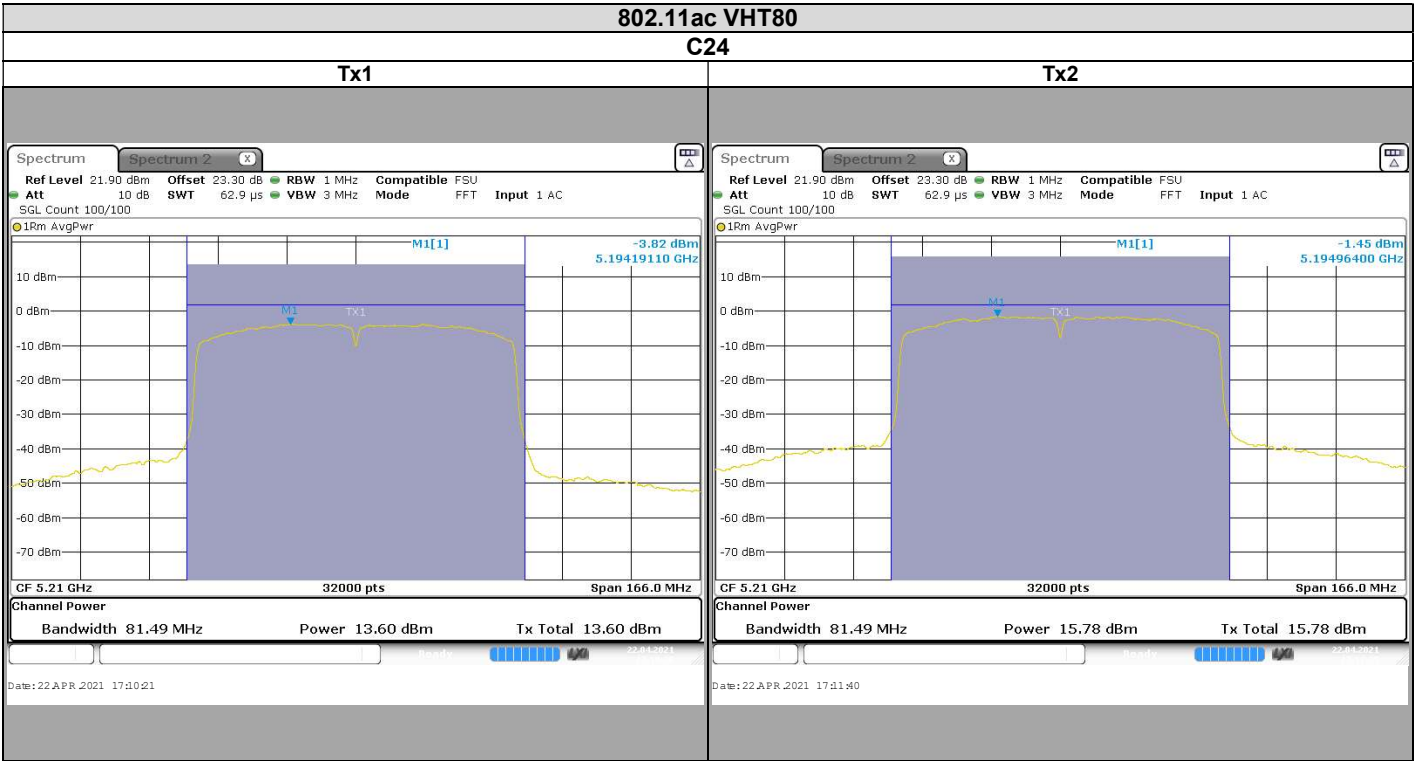 802.11ac VHT80
C24
Tx1
Tx2
Spectrum Spectrum 2 X
Ref Level 21.90 dBm Offset 23.30 dB RBW 1 MHz Compatible FSU
Att 10 dB SWT 62.9 µs VBW 3 MHz Mode FFT Input 1 AC
SGL Count 100/100
1Rm AvgPwr
M1[1] -3.82 dBm
5.19419110 GHz
10 dBm
0 dBm
M1 TX1
-10 dBm
-20 dBm
-30 dBm
-40 dBm
-50 dBm
-60 dBm
-70 dBm
CF 5.21 GHz 32000 pts Span 166.0 MHz
Channel Power
Bandwidth 81.49 MHz Power 13.60 dBm Tx Total 13.60 dBm
Ready 22.04.2021
Date: 22.APR.2021 17:10:21
Spectrum Spectrum 2 X
Ref Level 21.90 dBm Offset 23.30 dB RBW 1 MHz Compatible FSU
Att 10 dB SWT 62.9 µs VBW 3 MHz Mode FFT Input 1 AC
SGL Count 100/100
1Rm AvgPwr
M1[1] -1.45 dBm
5.19496400 GHz
10 dBm
M1
0 dBm
TX1
-10 dBm
-20 dBm
-30 dBm
-40 dBm
-50 dBm
-60 dBm
-70 dBm
CF 5.21 GHz 32000 pts Span 166.0 MHz
Channel Power
Bandwidth 81.49 MHz Power 15.78 dBm Tx Total 15.78 dBm
Ready 22.04.2021
Date: 22.APR.2021 17:11:40